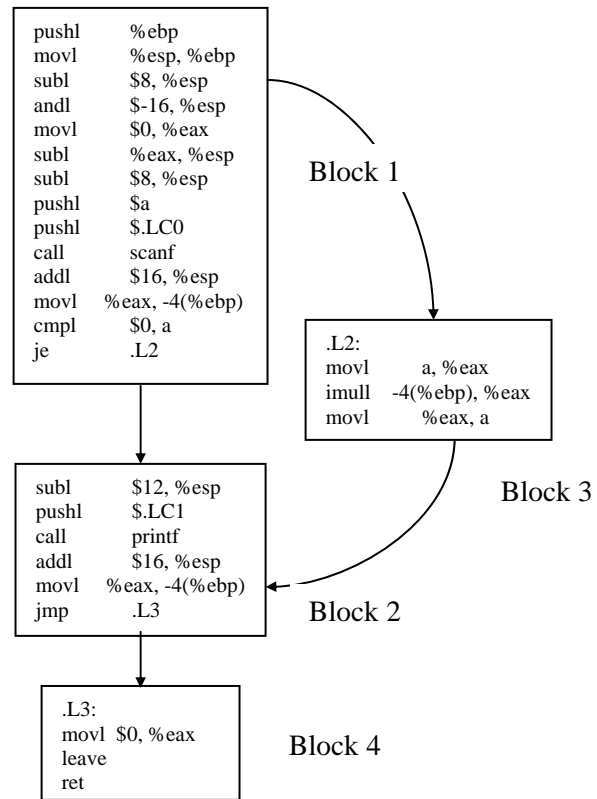 pushl %ebp
movl %esp, %ebp
subl $8, %esp
andl $-16, %esp
movl $0, %eax
subl %eax, %esp
subl $8, %esp
pushl $a
pushl $.LC0
call scanf
addl $16, %esp
movl %eax, -4(%ebp)
cmpl $0, a
je .L2
Block 1
.L2:
movl a, %eax
imull -4(%ebp), %eax
movl %eax, a
Block 3
subl $12, %esp
pushl $.LC1
call printf
addl $16, %esp
movl %eax, -4(%ebp)
jmp .L3
Block 2
.L3:
movl $0, %eax
leave
ret
Block 4